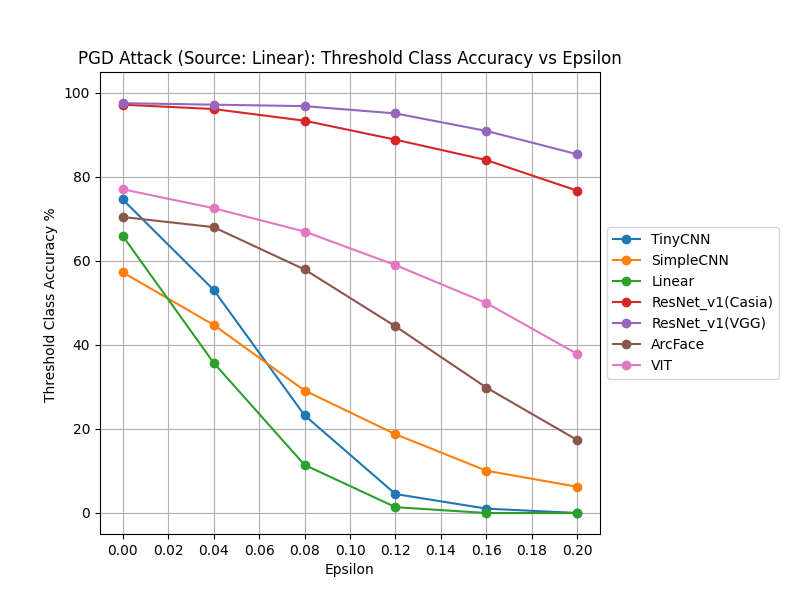 PGD Attack (Source: Linear): Threshold Class Accuracy vs Epsilon
Threshold Class Accuracy %
100
80
60
40
20
0
0.00 0.02 0.04 0.06 0.08 0.10 0.12 0.14 0.16 0.18 0.20
Epsilon
TinyCNN
SimpleCNN
Linear
ResNet_v1(Casia)
ResNet_v1(VGG)
ArcFace
VIT